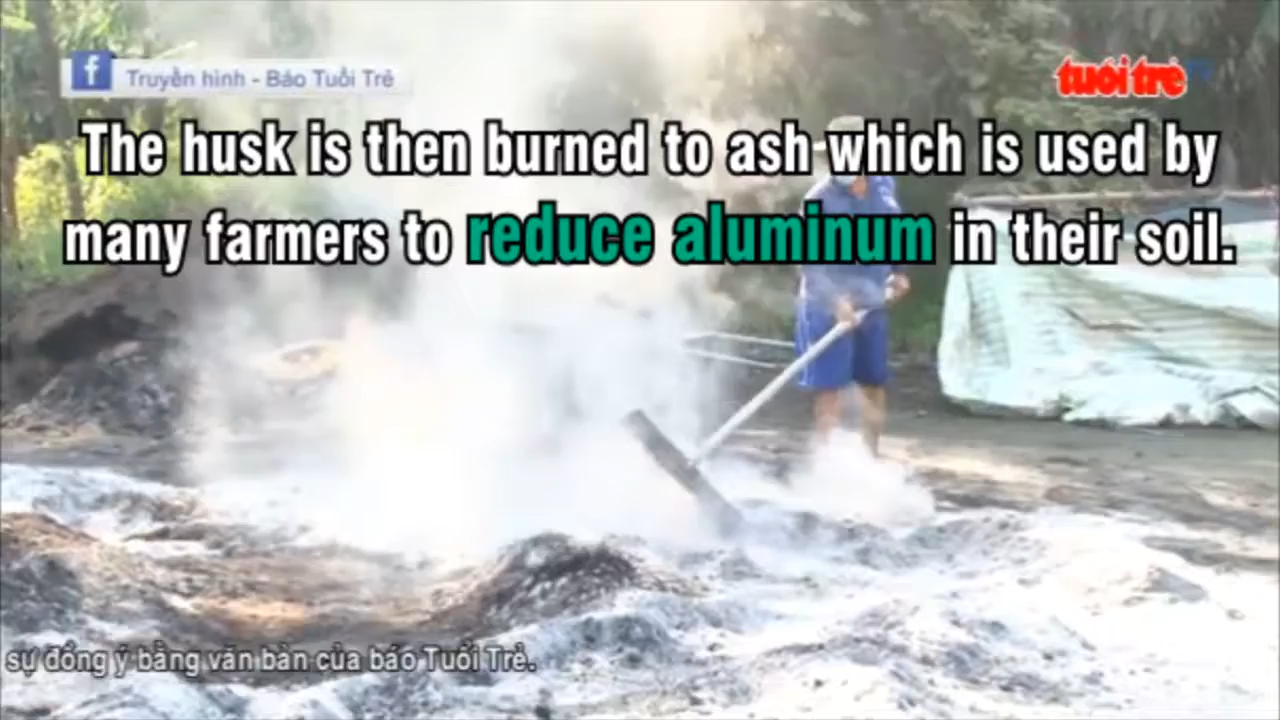 f Truyền hình - Báo Tuổi Trẻ
tuổi trẻ
The husk is then burned to ash which is used by
many farmers to reduce aluminum in their soil.
sự đồng ý bằng văn bản của báo Tuổi Trẻ.